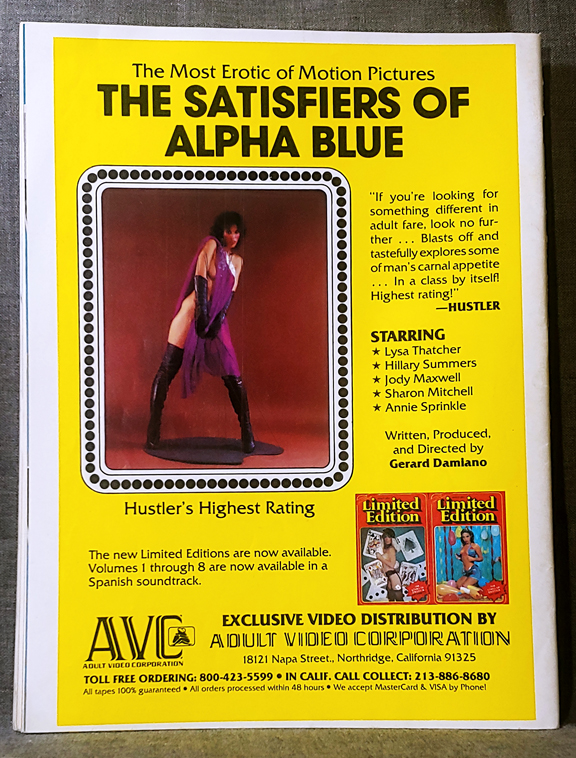 The Most Erotic of Motion Pictures
THE SATISFIERS OF
ALPHA BLUE
"If you're looking for
something different in
adult fare, look no fur-
ther ... Blasts off and
tastefully explores some
of man's carnal appetite
... In a class by itself!
Highest rating!"
—HUSTLER
STARRING
★ Lysa Thatcher
★ Hillary Summers
★ Jody Maxwell
★ Sharon Mitchell
★ Annie Sprinkle
Written, Produced,
and Directed by
Gerard Damiano
Hustler's Highest Rating
Limited
Edition
Limited
Edition
The new Limited Editions are now available.
Volumes 1 through 8 are now available in a
Spanish soundtrack.
AVC
ADULT VIDEO CORPORATION
EXCLUSIVE VIDEO DISTRIBUTION BY
ADULT VIDEO CORPORATION
18121 Napa Street., Northridge, California 91325
TOLL FREE ORDERING: 800-423-5599 • IN CALIF. CALL COLLECT: 213-886-8680
All tapes 100% guaranteed • All orders processed within 48 hours • We accept MasterCard & VISA by Phone!